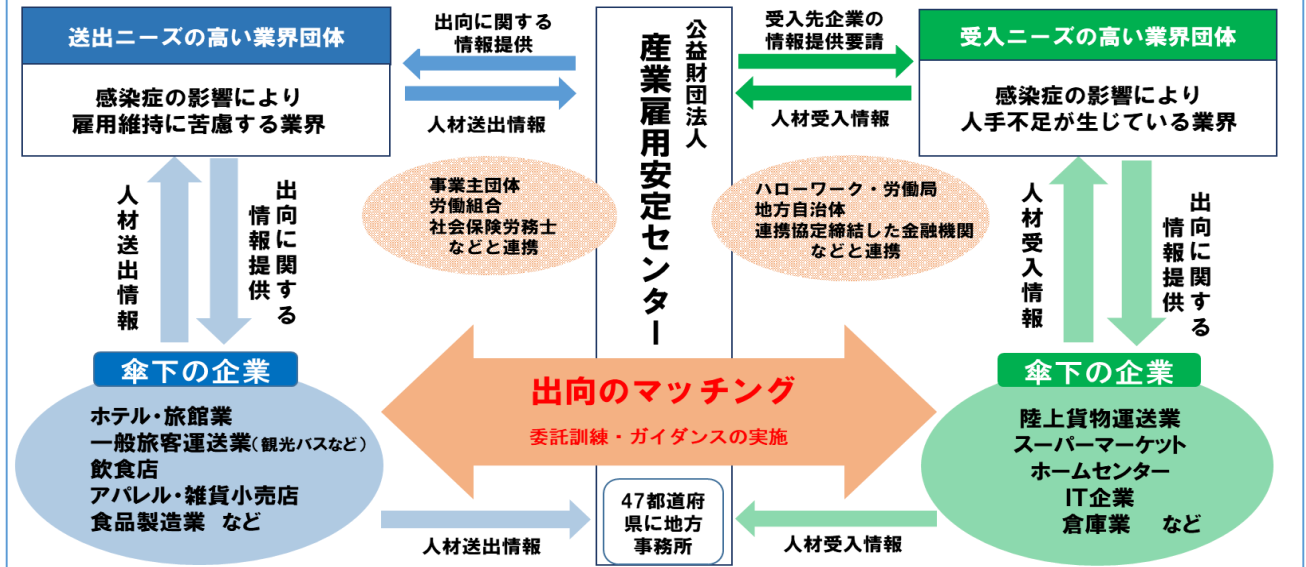 送出ニーズの高い業界団体
感染症の影響により
雇用維持に苦慮する業界
出向に関する
情報提供
人材送出情報
公益財団法人
産業雇用安定センター
受入先企業の
情報提供要請
人材受入情報
受入ニーズの高い業界団体
感染症の影響により
人手不足が生じている業界
人材送出情報
出向に関する
情報提供
事業主団体
労働組合
社会保険労務士
などと連携
ハローワーク・労働局
地方自治体
連携協定締結した金融機関
などと連携
人材受入情報
出向に関する
情報提供
傘下の企業
ホテル・旅館業
一般旅客運送業(観光バスなど)
飲食店
アパレル・雑貨小売店
食品製造業 など
出向のマッチング
委託訓練・ガイダンスの実施
傘下の企業
陸上貨物運送業
スーパーマーケット
ホームセンター
IT企業
倉庫業 など
人材送出情報
47都道府
県に地方
事務所
人材受入情報